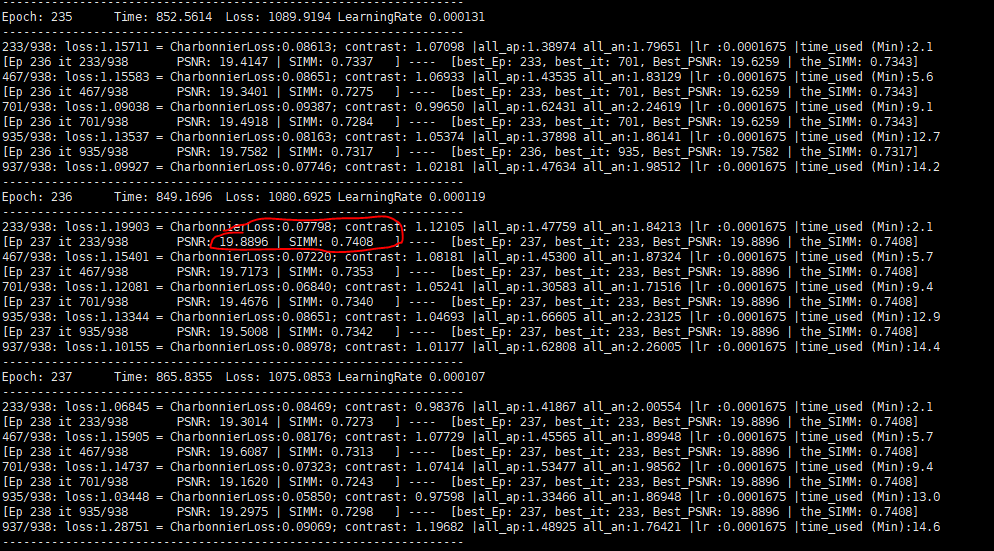 ------------------------------------------------------------------
Epoch: 235 Time: 852.5614 Loss: 1089.9194 LearningRate 0.000131
------------------------------------------------------------------
233/938: loss:1.15711 = CharbonnierLoss:0.08613; contrast: 1.07098 |all_ap:1.38974 all_an:1.79651 |lr :0.0001675 |time_used (Min):2.1
[Ep 236 it 233/938 PSNR: 19.4147 | SIMM: 0.7337 ] ---- [best_Ep: 233, best_it: 701, Best_PSNR: 19.6259 | the_SIMM: 0.7343]
467/938: loss:1.15583 = CharbonnierLoss:0.08651; contrast: 1.06933 |all_ap:1.43535 all_an:1.83129 |lr :0.0001675 |time_used (Min):5.6
[Ep 236 it 467/938 PSNR: 19.3401 | SIMM: 0.7275 ] ---- [best_Ep: 233, best_it: 701, Best_PSNR: 19.6259 | the_SIMM: 0.7343]
701/938: loss:1.09038 = CharbonnierLoss:0.09387; contrast: 0.99650 |all_ap:1.62431 all_an:2.24619 |lr :0.0001675 |time_used (Min):9.1
[Ep 236 it 701/938 PSNR: 19.4918 | SIMM: 0.7284 ] ---- [best_Ep: 233, best_it: 701, Best_PSNR: 19.6259 | the_SIMM: 0.7343]
935/938: loss:1.13537 = CharbonnierLoss:0.08163; contrast: 1.05374 |all_ap:1.37898 all_an:1.86141 |lr :0.0001675 |time_used (Min):12.7
[Ep 236 it 935/938 PSNR: 19.7582 | SIMM: 0.7317 ] ---- [best_Ep: 236, best_it: 935, Best_PSNR: 19.7582 | the_SIMM: 0.7317]
937/938: loss:1.09927 = CharbonnierLoss:0.07746; contrast: 1.02181 |all_ap:1.47634 all_an:1.98512 |lr :0.0001675 |time_used (Min):14.2
------------------------------------------------------------------
Epoch: 236 Time: 849.1696 Loss: 1080.6925 LearningRate 0.000119
------------------------------------------------------------------
233/938: loss:1.19903 = CharbonnierLoss:0.07798; contrast: 1.12105 |all_ap:1.47759 all_an:1.84213 |lr :0.0001675 |time_used (Min):2.1
[Ep 237 it 233/938 PSNR: 19.8896 | SIMM: 0.7408 ] ---- [best_Ep: 237, best_it: 233, Best_PSNR: 19.8896 | the_SIMM: 0.7408]
467/938: loss:1.15401 = CharbonnierLoss:0.07220; contrast: 1.08181 |all_ap:1.45300 all_an:1.87324 |lr :0.0001675 |time_used (Min):5.7
[Ep 237 it 467/938 PSNR: 19.7173 | SIMM: 0.7353 ] ---- [best_Ep: 237, best_it: 233, Best_PSNR: 19.8896 | the_SIMM: 0.7408]
701/938: loss:1.12081 = CharbonnierLoss:0.06840; contrast: 1.05241 |all_ap:1.30583 all_an:1.71516 |lr :0.0001675 |time_used (Min):9.4
[Ep 237 it 701/938 PSNR: 19.4676 | SIMM: 0.7340 ] ---- [best_Ep: 237, best_it: 233, Best_PSNR: 19.8896 | the_SIMM: 0.7408]
935/938: loss:1.13344 = CharbonnierLoss:0.08651; contrast: 1.04693 |all_ap:1.66605 all_an:2.23125 |lr :0.0001675 |time_used (Min):12.9
[Ep 237 it 935/938 PSNR: 19.5008 | SIMM: 0.7342 ] ---- [best_Ep: 237, best_it: 233, Best_PSNR: 19.8896 | the_SIMM: 0.7408]
937/938: loss:1.10155 = CharbonnierLoss:0.08978; contrast: 1.01177 |all_ap:1.62808 all_an:2.26005 |lr :0.0001675 |time_used (Min):14.4
------------------------------------------------------------------
Epoch: 237 Time: 865.8355 Loss: 1075.0853 LearningRate 0.000107
------------------------------------------------------------------
233/938: loss:1.06845 = CharbonnierLoss:0.08469; contrast: 0.98376 |all_ap:1.41867 all_an:2.00554 |lr :0.0001675 |time_used (Min):2.1
[Ep 238 it 233/938 PSNR: 19.3014 | SIMM: 0.7273 ] ---- [best_Ep: 237, best_it: 233, Best_PSNR: 19.8896 | the_SIMM: 0.7408]
467/938: loss:1.15905 = CharbonnierLoss:0.08176; contrast: 1.07729 |all_ap:1.45565 all_an:1.89948 |lr :0.0001675 |time_used (Min):5.7
[Ep 238 it 467/938 PSNR: 19.6087 | SIMM: 0.7313 ] ---- [best_Ep: 237, best_it: 233, Best_PSNR: 19.8896 | the_SIMM: 0.7408]
701/938: loss:1.14737 = CharbonnierLoss:0.07323; contrast: 1.07414 |all_ap:1.53477 all_an:1.98562 |lr :0.0001675 |time_used (Min):9.4
[Ep 238 it 701/938 PSNR: 19.1620 | SIMM: 0.7243 ] ---- [best_Ep: 237, best_it: 233, Best_PSNR: 19.8896 | the_SIMM: 0.7408]
935/938: loss:1.03448 = CharbonnierLoss:0.05850; contrast: 0.97598 |all_ap:1.33466 all_an:1.86948 |lr :0.0001675 |time_used (Min):13.0
[Ep 238 it 935/938 PSNR: 19.2975 | SIMM: 0.7298 ] ---- [best_Ep: 237, best_it: 233, Best_PSNR: 19.8896 | the_SIMM: 0.7408]
937/938: loss:1.28751 = CharbonnierLoss:0.09069; contrast: 1.19682 |all_ap:1.48925 all_an:1.76421 |lr :0.0001675 |time_used (Min):14.6
------------------------------------------------------------------